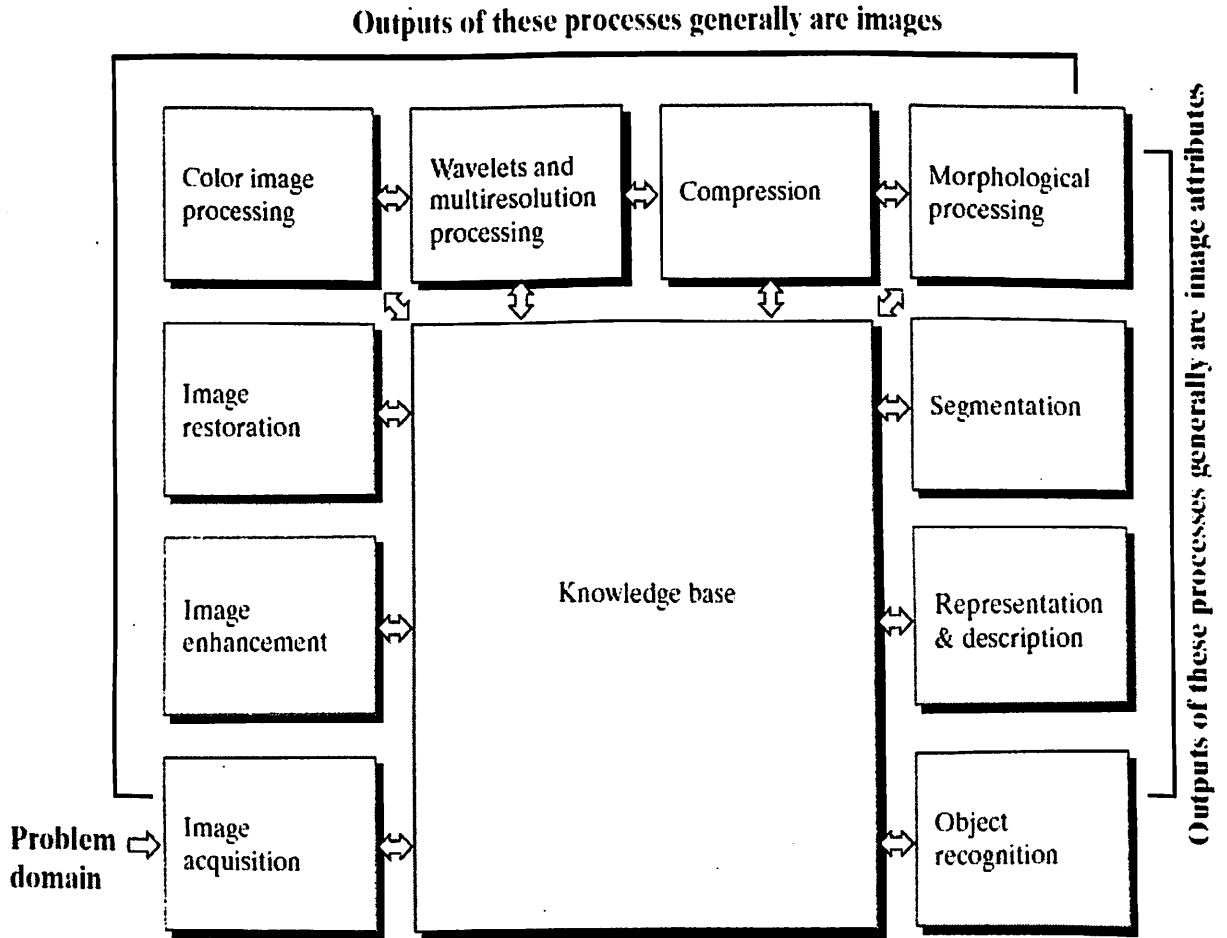 Outputs of these processes generally are images
Color image
processing
Wavelets and
multiresolution
processing
Compression
Morphological
processing
Outputs of these processes generally are image attributes
Image
restoration
Segmentation
Image
enhancement
Knowledge base
Representation
& description
Problem
domain
Image
acquisition
Object
recognition